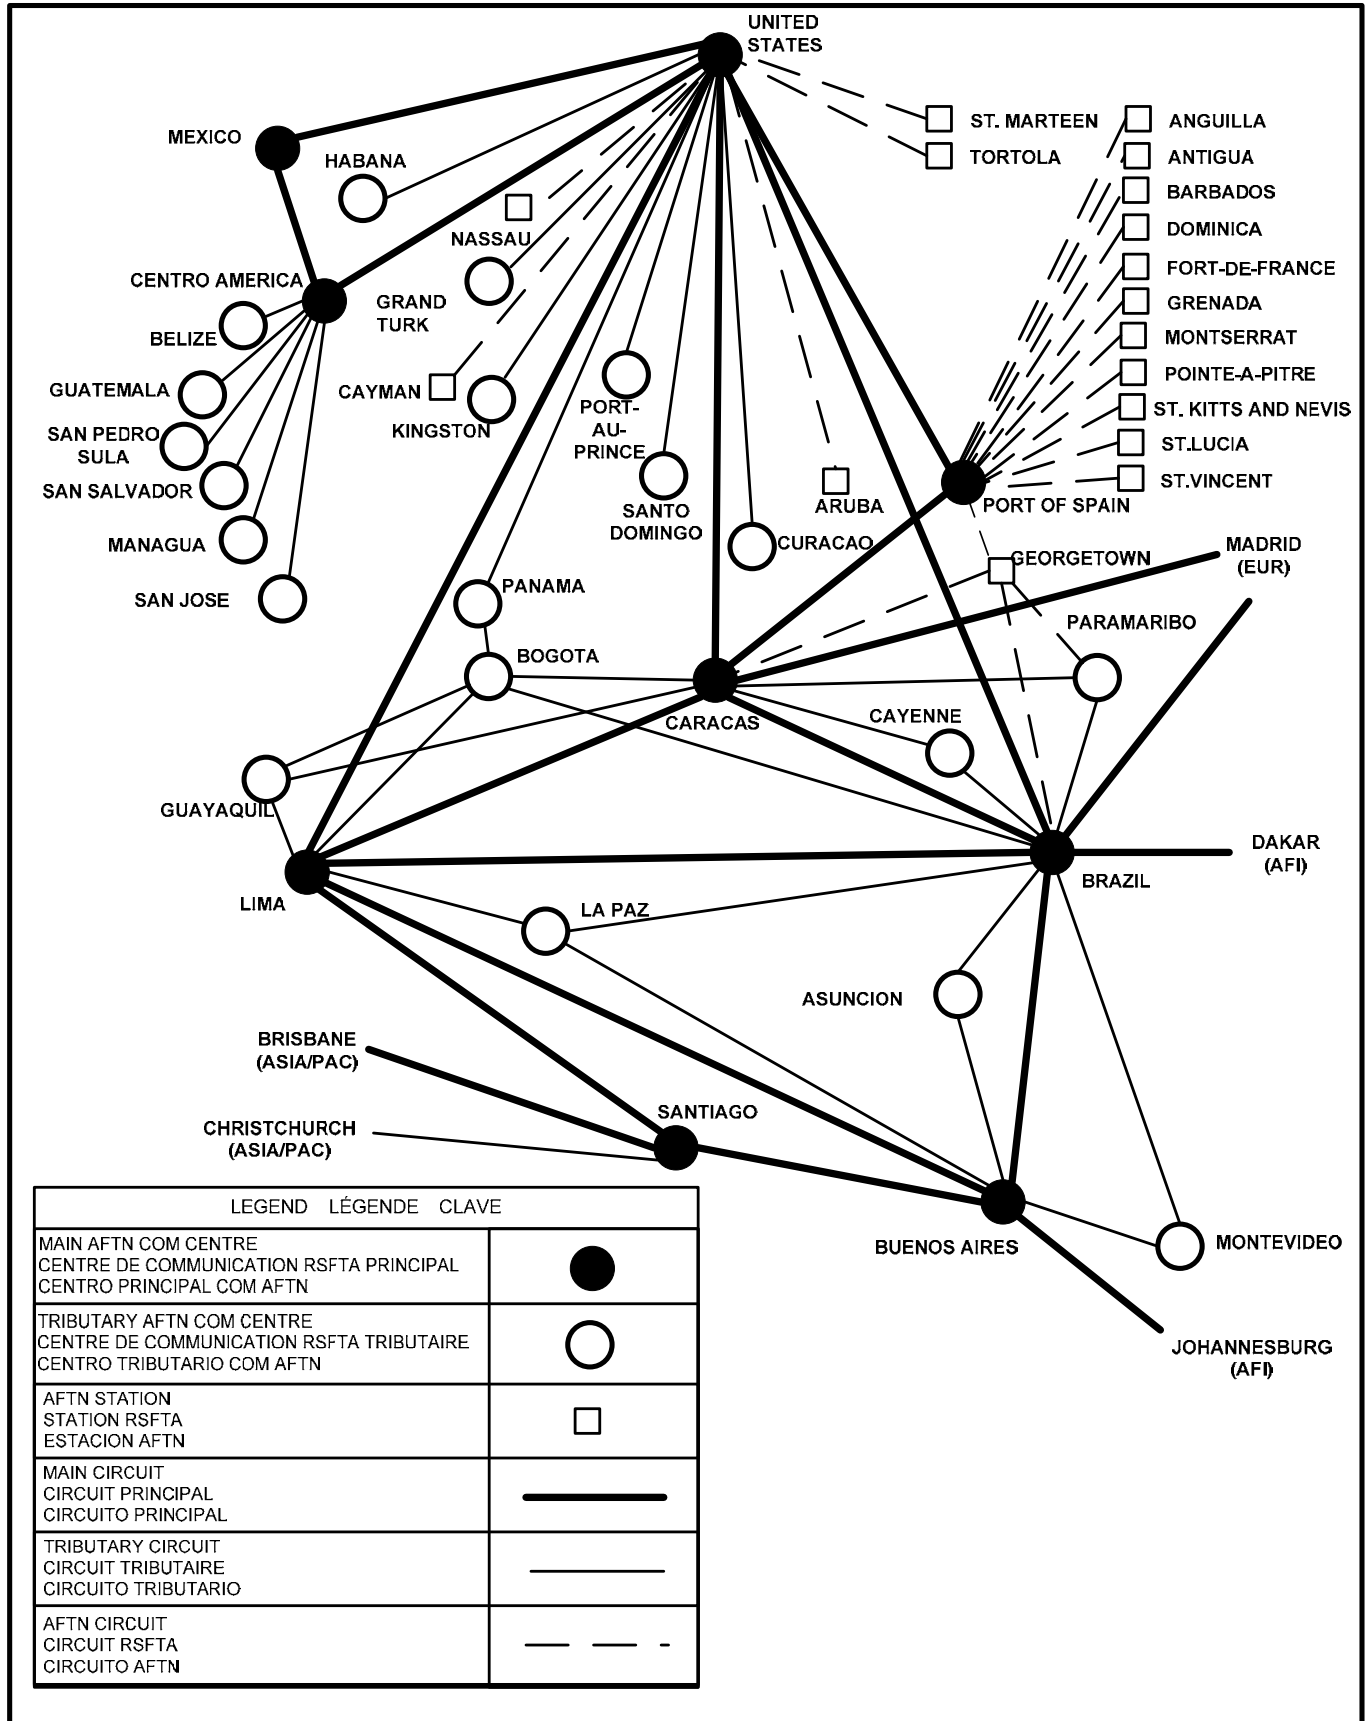 UNITED
STATES
MEXICO
HABANA
ST. MARTEEN
ANGUILLA
TORTOLA
ANTIGUA
BARBADOS
NASSAU
DOMINICA
CENTRO AMERICA
FORT-DE-FRANCE
GRAND
TURK
GRENADA
BELIZE
MONTSERRAT
GUATEMALA
CAYMAN
POINTE-A-PITRE
KINGSTON
PORT-
AU-
PRINCE
ST. KITTS AND NEVIS
SAN PEDRO
SULA
ST.LUCIA
SAN SALVADOR
ST.VINCENT
SANTO
DOMINGO
ARUBA
PORT OF SPAIN
MANAGUA
CURACAO
GEORGETOWN
MADRID
(EUR)
SAN JOSE
PANAMA
PARAMARIBO
BOGOTA
CARACAS
CAYENNE
GUAYAQUIL
DAKAR
(AFI)
BRAZIL
LIMA
LA PAZ
ASUNCION
BRISBANE
(ASIA/PAC)
SANTIAGO
CHRISTCHURCH
(ASIA/PAC)
BUENOS AIRES
MONTEVIDEO
JOHANNESBURG
(AFI)
LEGEND LÉGENDE CLAVE
MAIN AFTN COM CENTRE
CENTRE DE COMMUNICATION RSFTA PRINCIPAL
CENTRO PRINCIPAL COM AFTN
TRIBUTARY AFTN COM CENTRE
CENTRE DE COMMUNICATION RSFTA TRIBUTAIRE
CENTRO TRIBUTARIO COM AFTN
AFTN STATION
STATION RSFTA
ESTACION AFTN
MAIN CIRCUIT
CIRCUIT PRINCIPAL
CIRCUITO PRINCIPAL
TRIBUTARY CIRCUIT
CIRCUIT TRIBUTAIRE
CIRCUITO TRIBUTARIO
AFTN CIRCUIT
CIRCUIT RSFTA
CIRCUITO AFTN